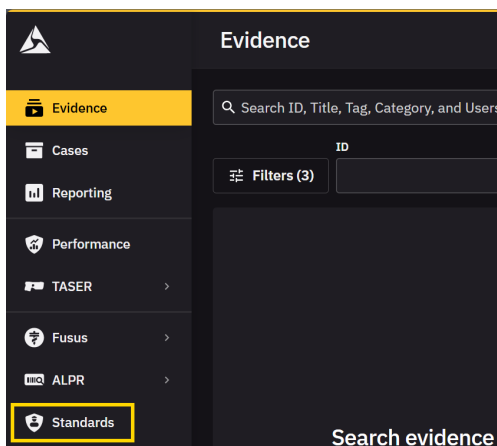 Evidence
Evidence
Search ID, Title, Tag, Category, and Users
Cases
ID
Filters (3)
Reporting
Performance
TASER
Fusus
ALPR
Standards
Search evidence